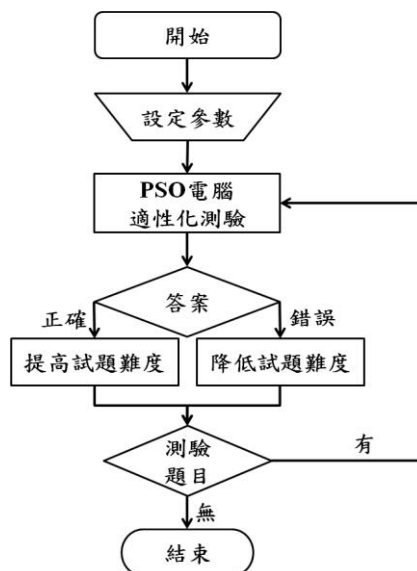 開始
設定參數
PSO電腦
適性化測驗
答案
正確
錯誤
提高試題難度
降低試題難度
測驗
題目
有
無
結束